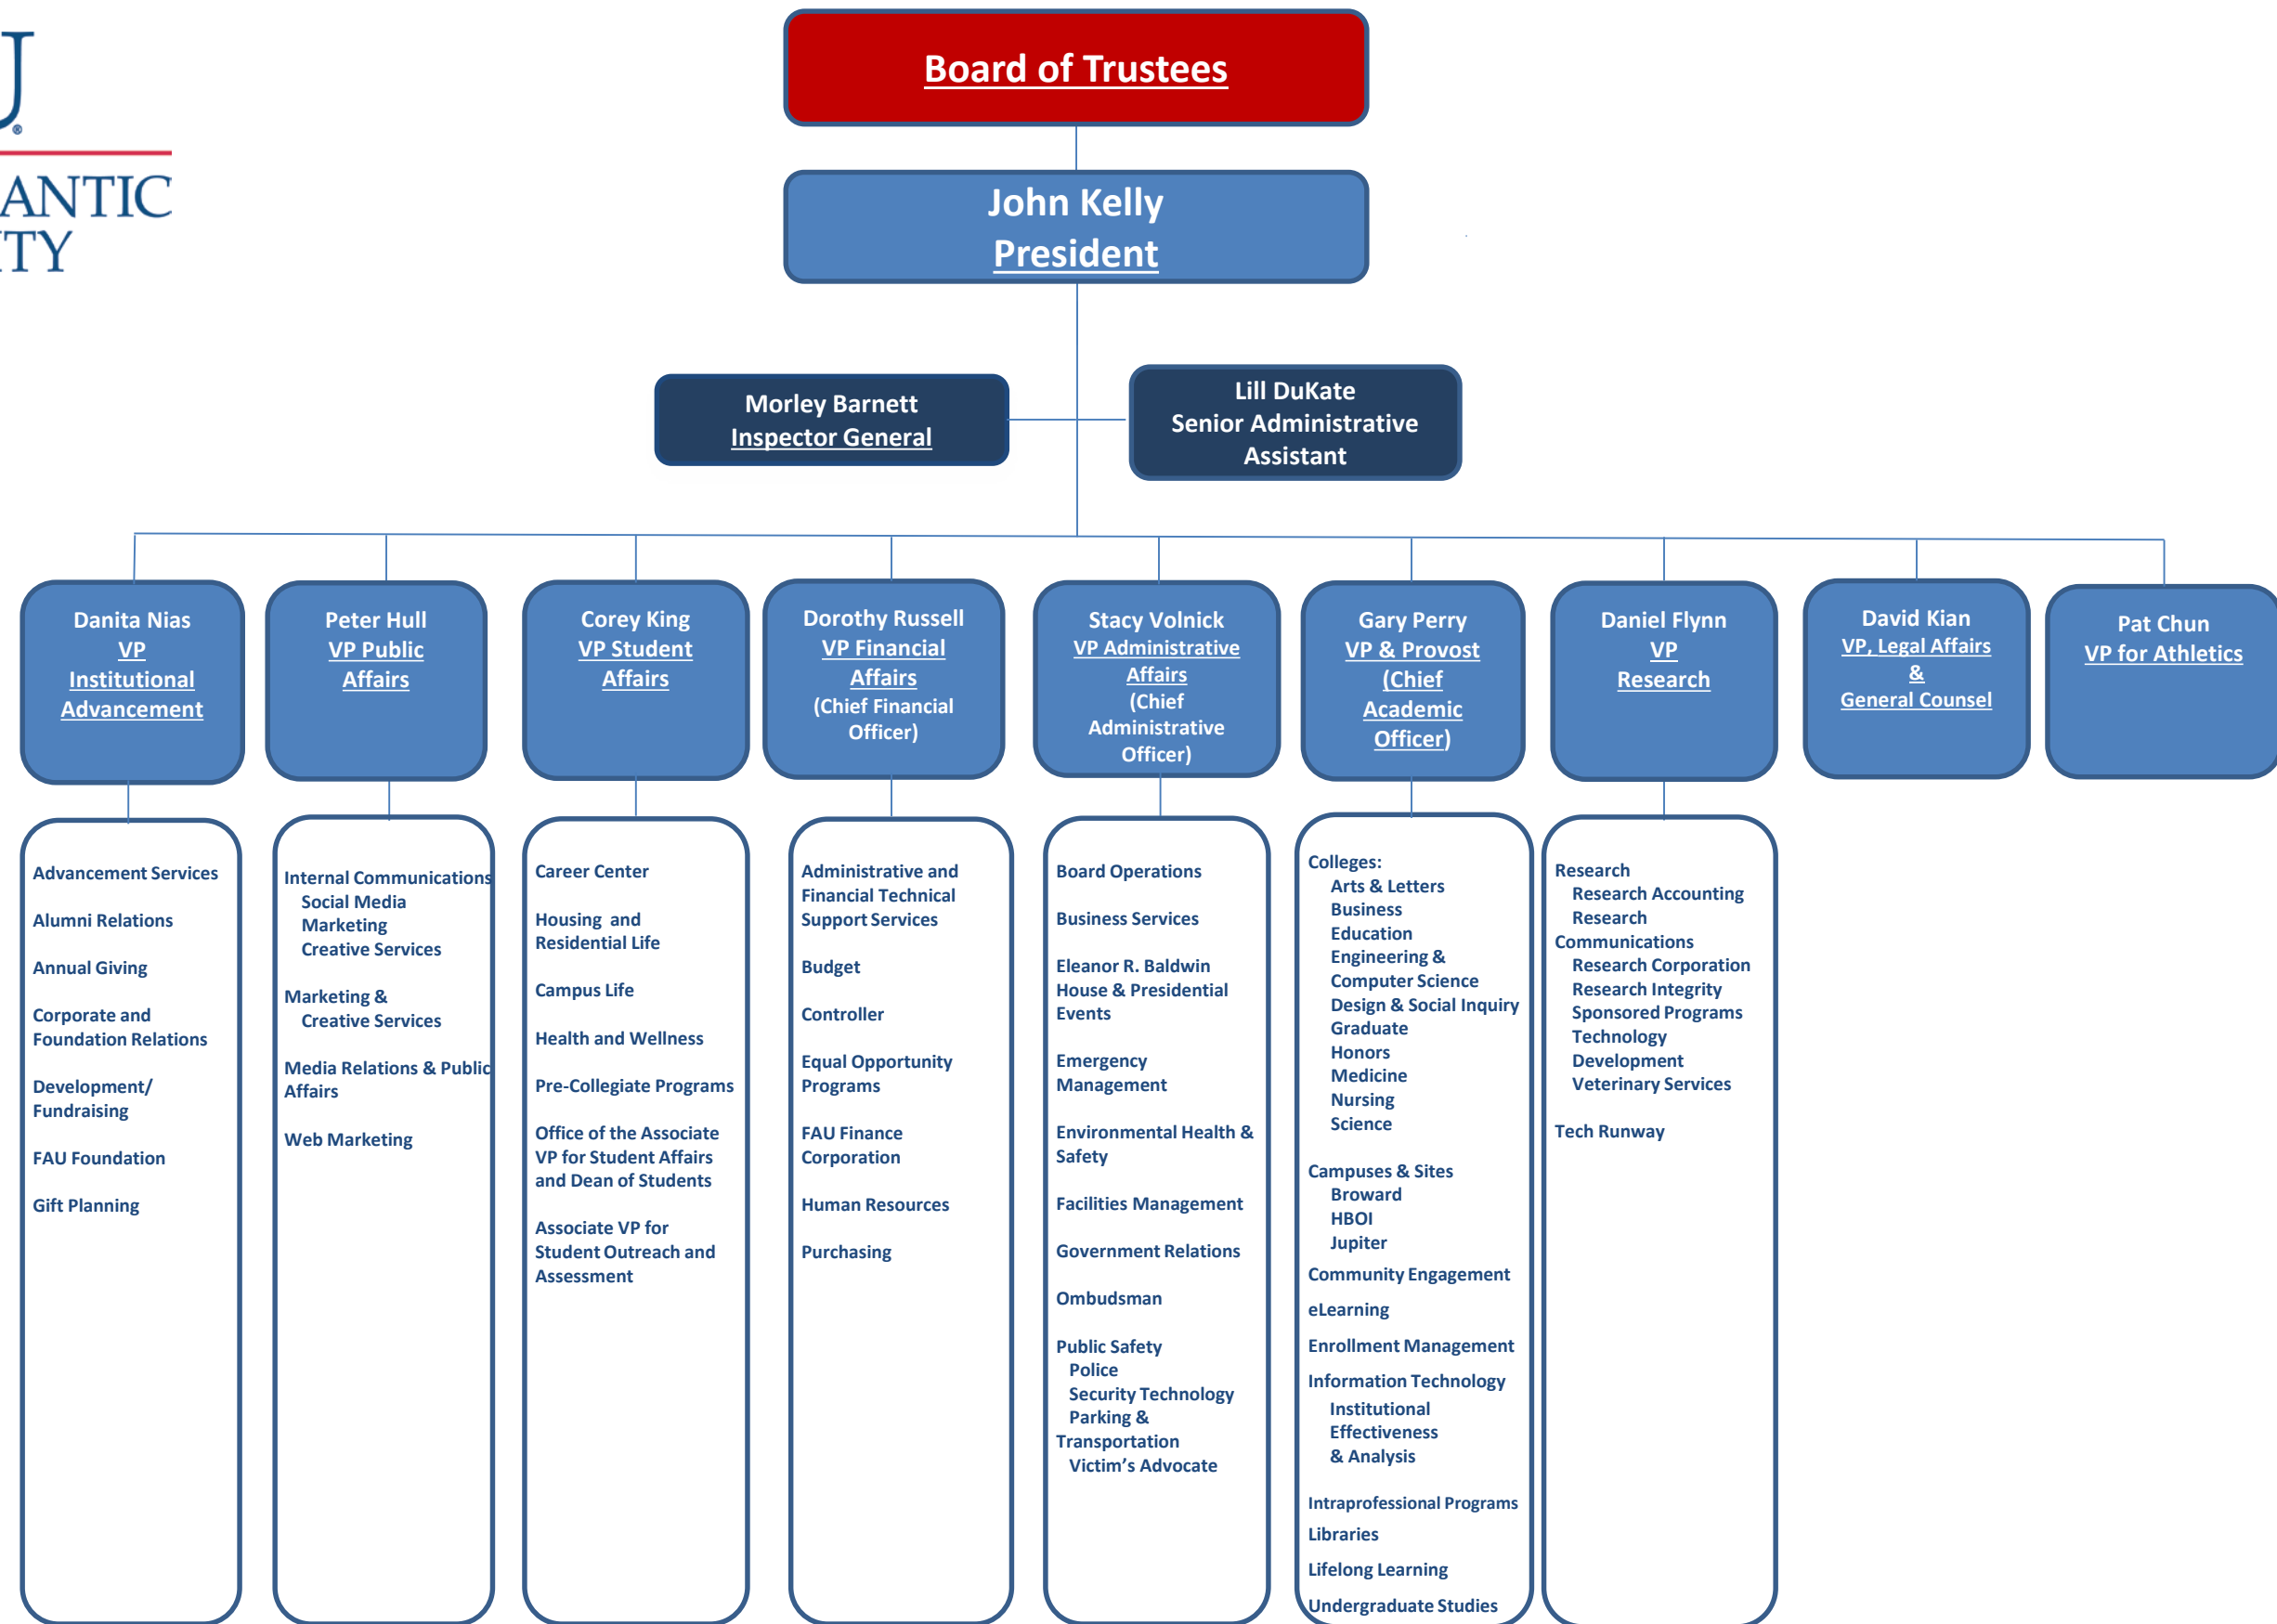 U®
ANTIC
ITY
Board of Trustees
John Kelly
President
Morley Barnett
Inspector General
Lill DuKate
Senior Administrative
Assistant
Danita Nias
VP
Institutional
Advancement
Peter Hull
VP Public
Affairs
Corey King
VP Student
Affairs
Dorothy Russell
VP Financial
Affairs
(Chief Financial
Officer)
Stacy Volnick
VP Administrative
Affairs
(Chief
Administrative
Officer)
Gary Perry
VP & Provost
(Chief
Academic
Officer)
Daniel Flynn
VP
Research
David Kian
VP, Legal Affairs
&
General Counsel
Pat Chun
VP for Athletics
Advancement Services
Alumni Relations
Annual Giving
Corporate and
Foundation Relations
Development/
Fundraising
FAU Foundation
Gift Planning
Internal Communications
Social Media
Marketing
Creative Services
Marketing &
Creative Services
Media Relations & Public
Affairs
Web Marketing
Career Center
Housing and
Residential Life
Campus Life
Health and Wellness
Pre-Collegiate Programs
Office of the Associate
VP for Student Affairs
and Dean of Students
Associate VP for
Student Outreach and
Assessment
Administrative and
Financial Technical
Support Services
Budget
Controller
Equal Opportunity
Programs
FAU Finance
Corporation
Human Resources
Purchasing
Board Operations
Business Services
Eleanor R. Baldwin
House & Presidential
Events
Emergency
Management
Environmental Health &
Safety
Facilities Management
Government Relations
Ombudsman
Public Safety
Police
Security Technology
Parking &
Transportation
Victim’s Advocate
Colleges:
Arts & Letters
Business
Education
Engineering &
Computer Science
Design & Social Inquiry
Graduate
Honors
Medicine
Nursing
Science
Campuses & Sites
Broward
HBOI
Jupiter
Community Engagement
eLearning
Enrollment Management
Information Technology
Institutional
Effectiveness
& Analysis
Intraprofessional Programs
Libraries
Lifelong Learning
Undergraduate Studies
Research
Research Accounting
Research
Communications
Research Corporation
Research Integrity
Sponsored Programs
Technology
Development
Veterinary Services
Tech Runway